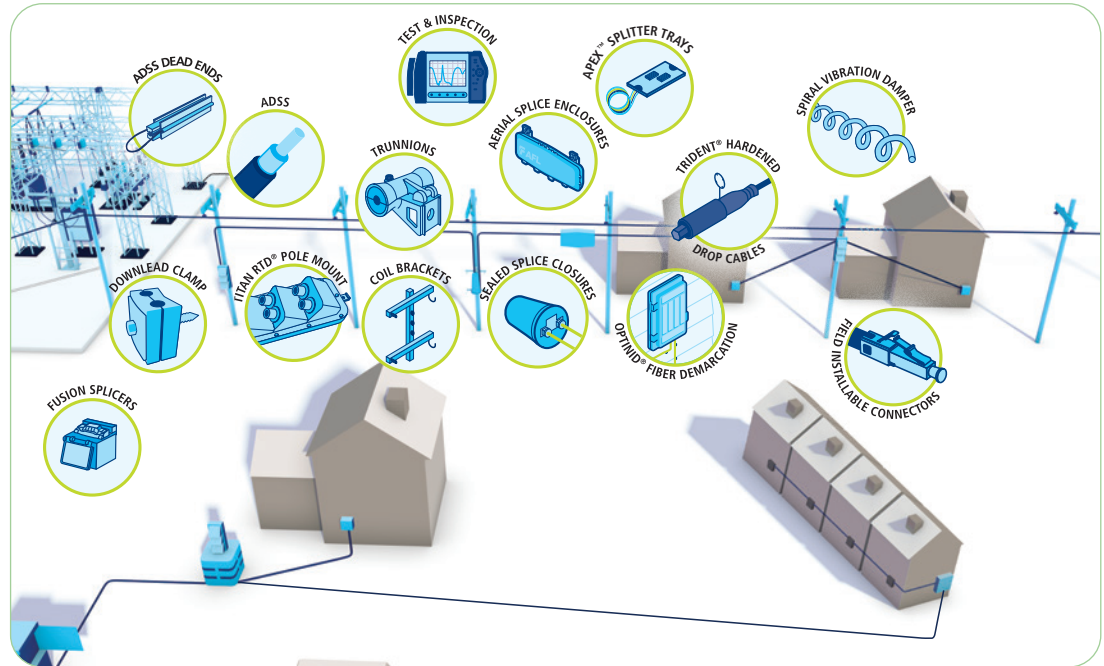 TEST & INSPECTION
APEX™ SPLITTER TRAYS
ADSS DEAD ENDS
ADSS
SPIRAL VIBRATION DAMPER
AERIAL SPLICE ENCLOSURES
AFL
TRUNNIONS
TRIDENT® HARDENED
DROP CABLES
DOWNLEAD CLAMP
TITAN RTD® POLE MOUNT
COIL BRACKETS
SEALED SPLICE CLOSURES
OPTINID® FIBER DEMARCATION
FIELD INSTALLABLE CONNECTORS
FUSION SPLICERS